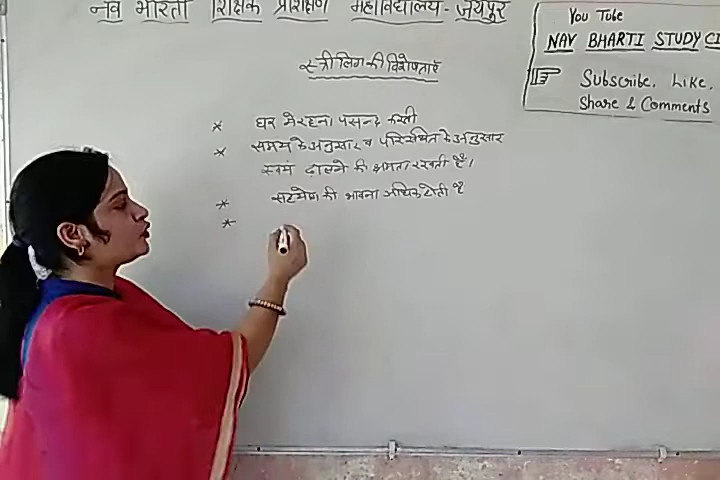 नव भारती शिक्षक प्रशिक्षण महाविद्यालय - जयपुर
You Tube
NAV BHARTI STUDY
Subscribe, Like,
Share & Comments
स्त्रीलिंग की विशेषताएँ
* घर मे रहना पसन्द करती
* समय के अनुसार व परिस्थिति के अनुसार
स्वयं ढालने की क्षमता रखती है।
* सहयोग की भावना अधिक होती है
*